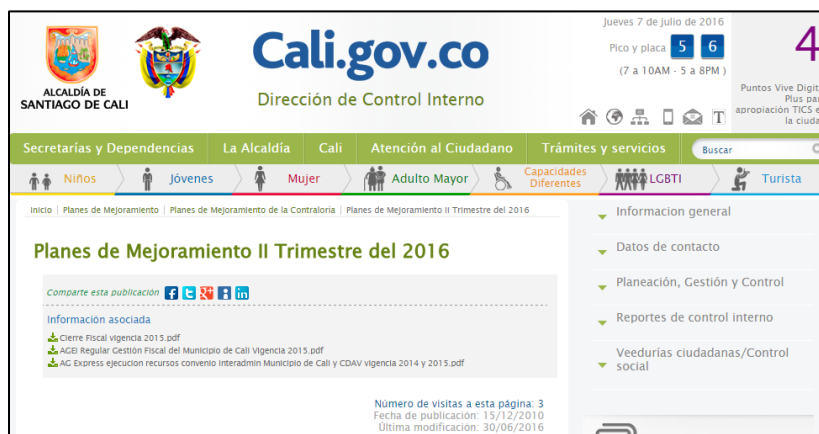 Jueves 7 de julio de 2016
Pico y placa 5 6
(7 a 10AM - 5 a 8PM )
4
Puntos Vive Digit
Plus par
apropiación TICS e
la ciuda
ALCALDÍA DE
SANTIAGO DE CALI
Cali.gov.co
Dirección de Control Interno
T
Secretarías y Dependencias La Alcaldía Cali Atención al Ciudadano Trámites y servicios Buscar
Niños Jóvenes Mujer Adulto Mayor Capacidades Diferentes LGBTI Turista
Inicio | Planes de Mejoramiento | Planes de Mejoramiento de la Contraloria | Planes de Mejoramiento II Trimestre del 2016
Planes de Mejoramiento II Trimestre del 2016
Comparte esta publicación
Información asociada
Cierre Fiscal vigencia 2015.pdf
AGEI Regular Gestión Fiscal del Municipio de Cali Vigencia 2015.pdf
AG Express ejecucion recursos convenio interadmin Municipio de Cali y CDAV vigencia 2014 y 2015.pdf
Número de visitas a esta página: 3
Fecha de publicación: 15/12/2010
Última modificación: 30/06/2016
Informacion general
Datos de contacto
Planeación, Gestión y Control
Reportes de control interno
Veedurías ciudadanas/Control
social